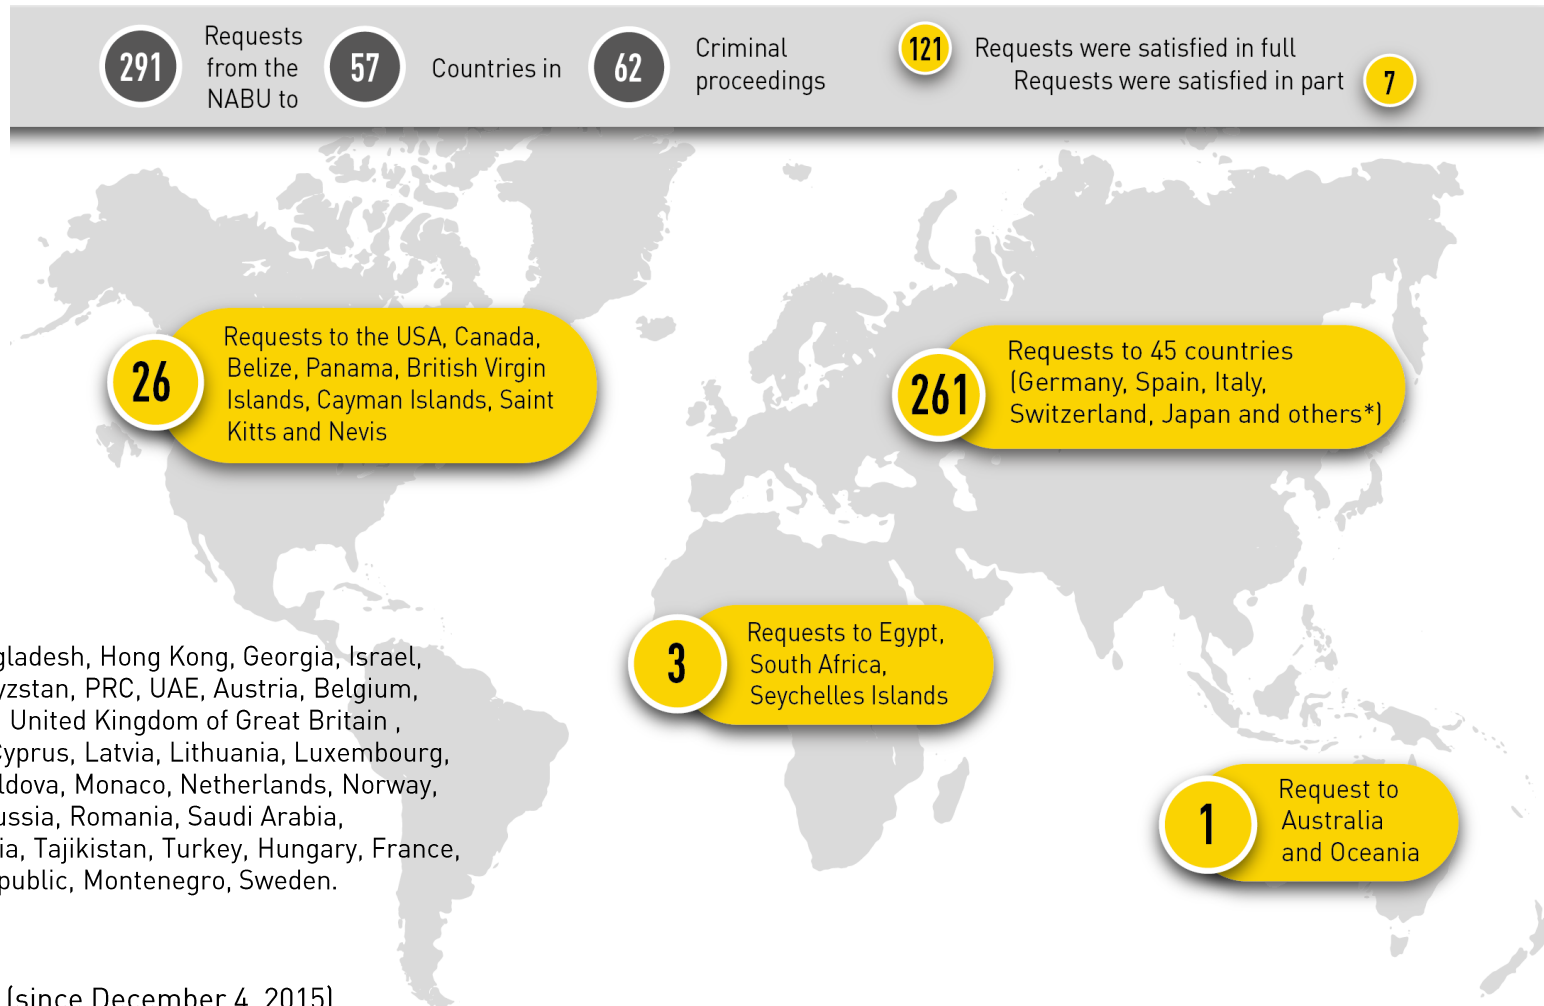 291
Requests
from the
NABU to
57
Countries in
62
Criminal
proceedings
121
Requests were satisfied in full
Requests were satisfied in part
7
26
Requests to the USA, Canada,
Belize, Panama, British Virgin
Islands, Cayman Islands, Saint
Kitts and Nevis
261
Requests to 45 countries
(Germany, Spain, Italy,
Switzerland, Japan and others*)
3
Requests to Egypt,
South Africa,
Seychelles Islands
1
Request to
Australia
and Oceania
Hong Kong, Georgia, Israel,
PRC, UAE, Austria, Belgium,
United Kingdom of Great Britain ,
Cyprus, Latvia, Lithuania, Luxembourg,
Monaco, Netherlands, Norway,
Romania, Saudi Arabia,
Tajikistan, Turkey, Hungary, France,
Montenegro, Sweden.
(since December 4, 2015)